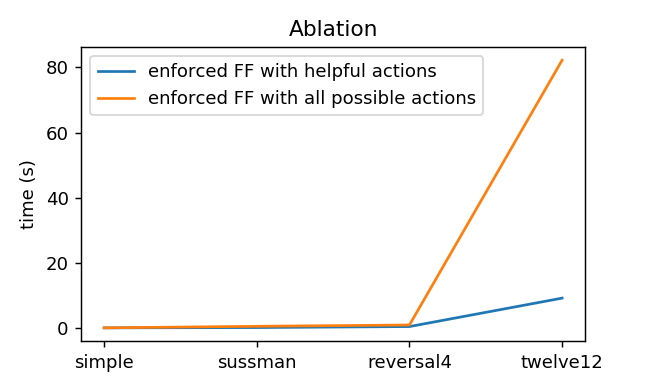 Ablation
enforced FF with helpful actions
enforced FF with all possible actions
time (s)
80
60
40
20
0
simple sussman reversal4 twelve12